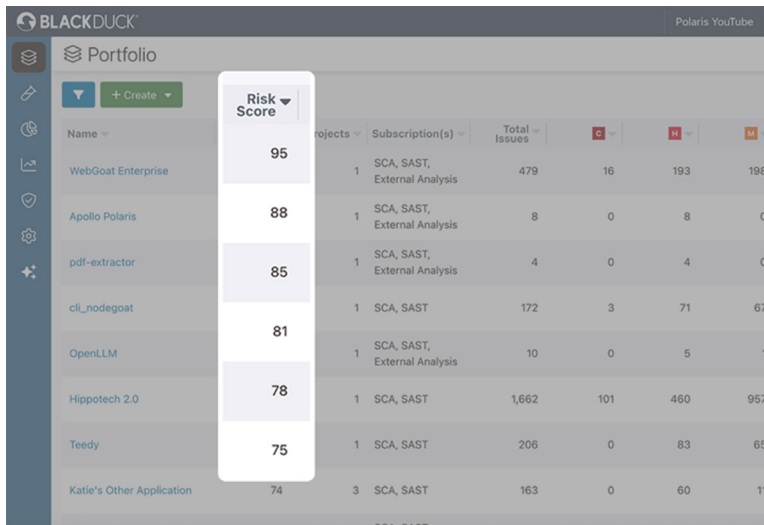 BLACKDUCK
Polaris YouTube
Portfolio
+ Create
Name Risk Score rojects Subscription(s) Total Issues C H M
95
WebGoat Enterprise 1 SCA, SAST, External Analysis 479 16 193 198
88
Apollo Polaris 1 SCA, SAST, External Analysis 8 0 8
85
pdf-extractor 1 SCA, SAST, External Analysis 4 0 4
81
cli_nodegoat 1 SCA, SAST 172 3 71 67
OpenLLM 1 SCA, SAST, External Analysis 10 0 5
78
Hippotech 2.0 1 SCA, SAST 1,662 101 460 957
75
Teedy 1 SCA, SAST 206 0 83 65
Katie's Other Application 74 3 SCA, SAST 163 0 60